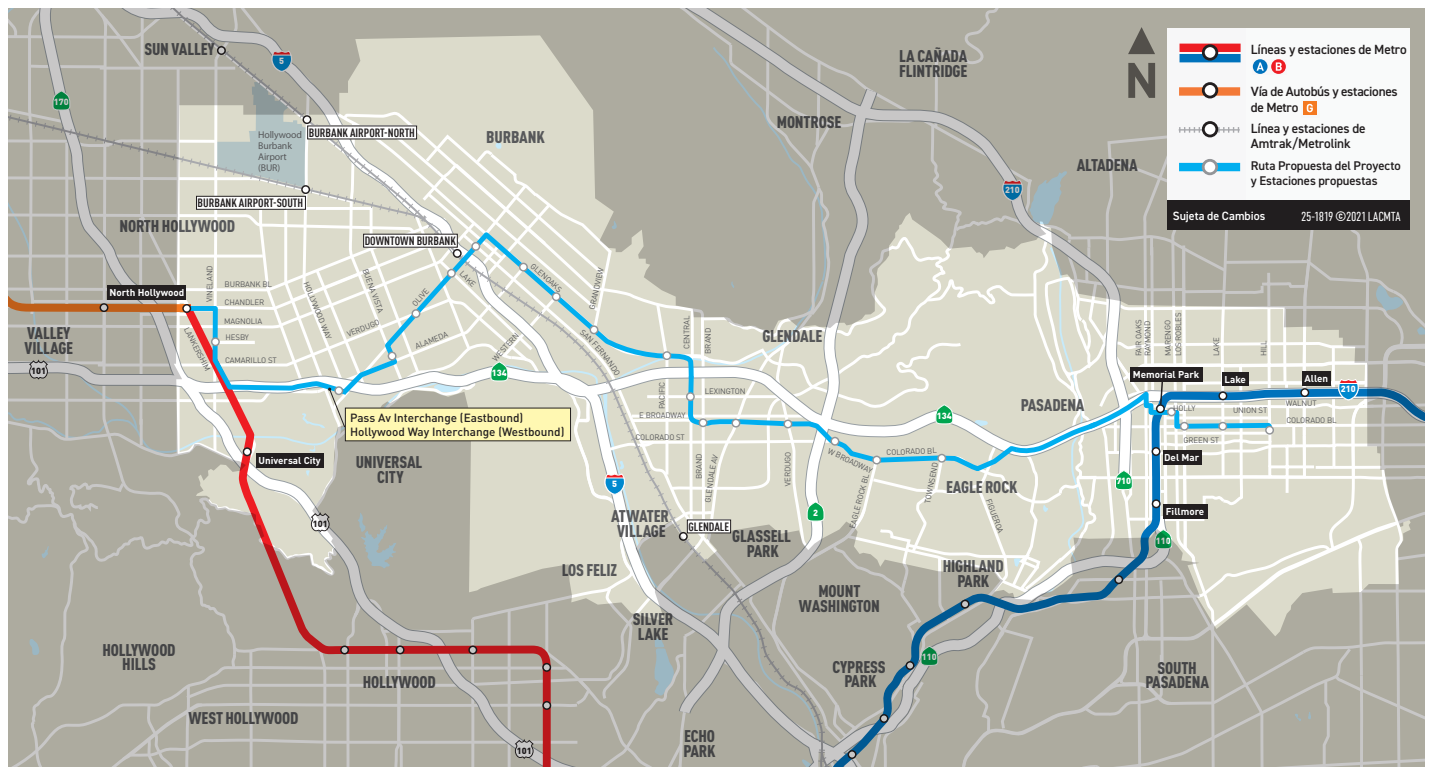 SUN VALLEY
5
LA CAÑADA
FLINTRIDGE
N
Líneas y estaciones de Metro
A B
Vía de Autobús y estaciones
de Metro G
Línea y estaciones de
Amtrak/Metrolink
Ruta Propuesta del Proyecto
y Estaciones propuestas
Sujeta de Cambios 25-1819 ©2021 LACMTA
170
BURBANK AIRPORT-NORTH
BURBANK
MONTROSE
Hollywood
Burbank
Airport
(BUR)
ALTADENA
210
BURBANK AIRPORT-SOUTH
NORTH HOLLYWOOD
DOWNTOWN BURBANK
VINELAND
BURBANK BL
CHANDLER
MAGNOLIA
HESBY
CAMARILLO ST
LANKERSHIM
HOLLYWOOD WAY
BUENA VISTA
VERDUGO
OLIVE
LAKE
ALAMEDA
GLENOAKS
GRANDVIEW
WESTERN
SAN FERNANDO
North Hollywood
VALLEY
VILLAGE
101
134
CENTRAL
BRAND
GLENDALE
PACIFIC
LEXINGTON
E BROADWAY
COLORADO ST
BRAND
GLENDALE AV
VERDUGO
W BROADWAY
EAGLE ROCK BL
COLORADO BL
TOWNSEND
FIGUEROA
134
PASADENA
FAIR OAKS
RAYMOND
MARENGO
LOS ROBLES
LAKE
HILL
Memorial Park
Lake
Allen
210
HOLLY
UNION ST
WALNUT
COLORADO BL
GREEN ST
Pass Av Interchange (Eastbound)
Hollywood Way Interchange (Westbound)
Universal City
UNIVERSAL
CITY
Del Mar
710
5
EAGLE ROCK
Fillmore
2
101
ATWATER
VILLAGE
GLENDALE
GLASSELL
PARK
110
LOS FELIZ
HIGHLAND
PARK
MOUNT
WASHINGTON
SILVER
LAKE
HOLLYWOOD
HILLS
HOLLYWOOD
CYPRESS
PARK
110
SOUTH
PASADENA
WEST HOLLYWOOD
101
ECHO
PARK